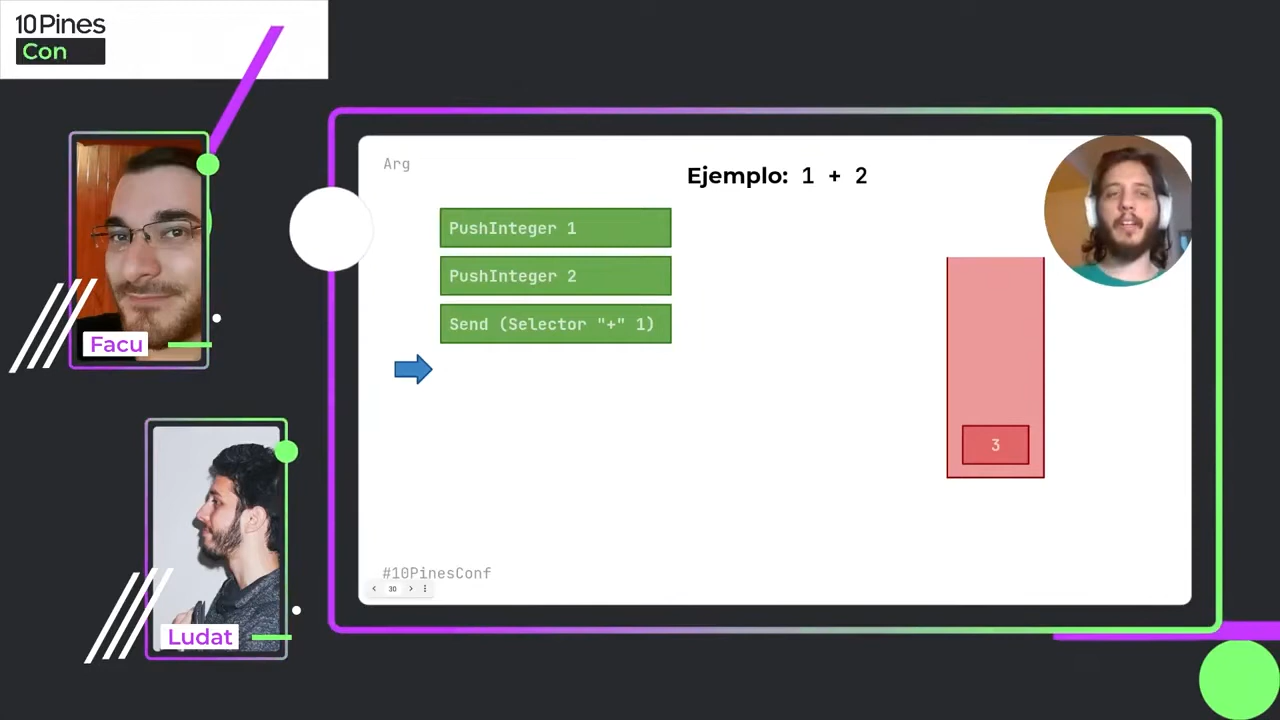 10Pines
Con
Arg
Ejemplo: 1 + 2
PushInteger 1
PushInteger 2
Send (Selector "+" 1)
3
#10PinesConf
30
Facu
Ludat